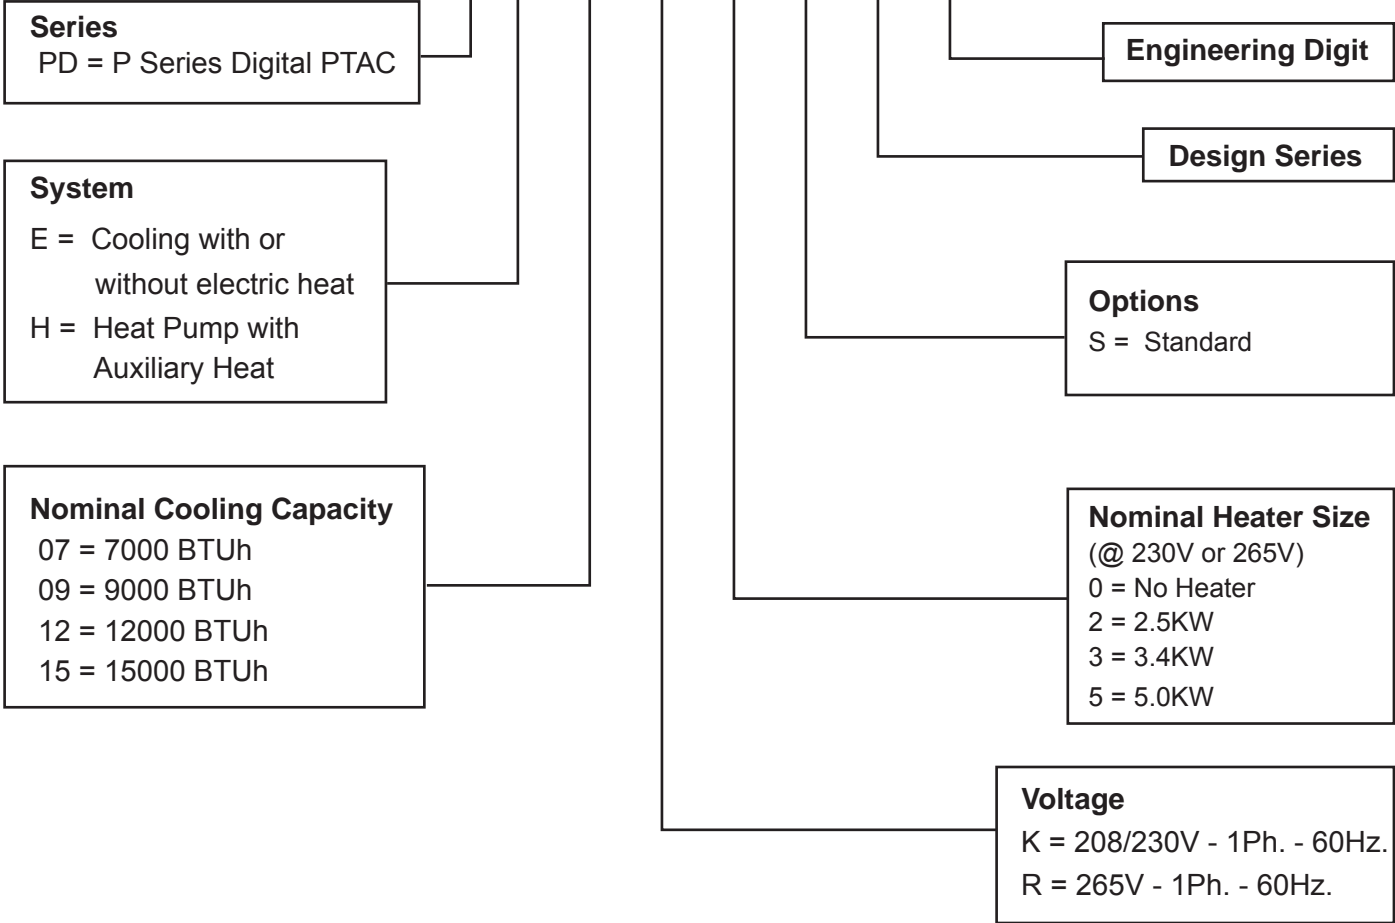 Series
PD = P Series Digital PTAC
System
E = Cooling with or
without electric heat
H = Heat Pump with
Auxiliary Heat
Nominal Cooling Capacity
07 = 7000 BTUh
09 = 9000 BTUh
12 = 12000 BTUh
15 = 15000 BTUh
Engineering Digit
Design Series
Options
S = Standard
Nominal Heater Size
(@ 230V or 265V)
0 = No Heater
2 = 2.5KW
3 = 3.4KW
5 = 5.0KW
Voltage
K = 208/230V - 1Ph. - 60Hz.
R = 265V - 1Ph. - 60Hz.